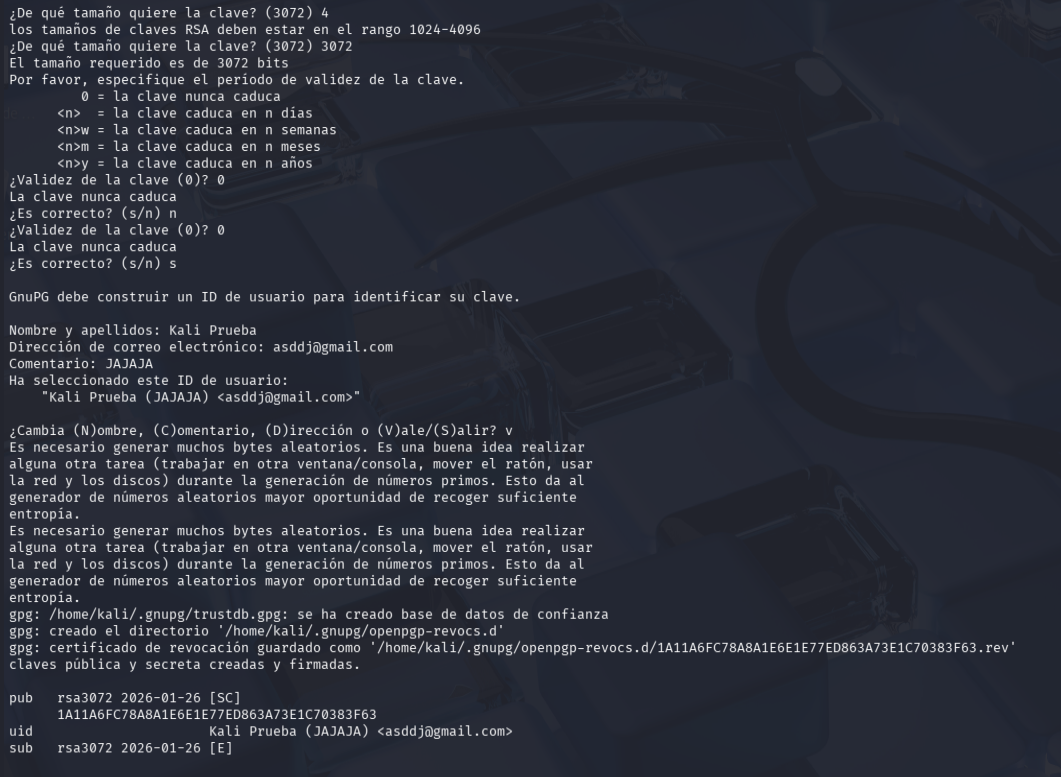 ¿De qué tamaño quiere la clave? (3072) 4
los tamaños de claves RSA deben estar en el rango 1024-4096
¿De qué tamaño quiere la clave? (3072) 3072
El tamaño requerido es de 3072 bits
Por favor, especifique el período de validez de la clave.
         0 = la clave nunca caduca
      <n>  = la clave caduca en n días
      <n>w = la clave caduca en n semanas
      <n>m = la clave caduca en n meses
      <n>y = la clave caduca en n años
¿Validez de la clave (0)? 0
La clave nunca caduca
¿Es correcto? (s/n) n
¿Validez de la clave (0)? 0
La clave nunca caduca
¿Es correcto? (s/n) s

GnuPG debe construir un ID de usuario para identificar su clave.

Nombre y apellidos: Kali Prueba
Dirección de correo electrónico: asddj@gmail.com
Comentario: JAJAJA
Ha seleccionado este ID de usuario:
    "Kali Prueba (JAJAJA) <asddj@gmail.com>"

¿Cambia (N)ombre, (C)omentario, (D)irección o (V)ale/(S)alir? v
Es necesario generar muchos bytes aleatorios. Es una buena idea realizar
alguna otra tarea (trabajar en otra ventana/consola, mover el ratón, usar
la red y los discos) durante la generación de números primos. Esto da al
generador de números aleatorios mayor oportunidad de recoger suficiente
entropía.
Es necesario generar muchos bytes aleatorios. Es una buena idea realizar
alguna otra tarea (trabajar en otra ventana/consola, mover el ratón, usar
la red y los discos) durante la generación de números primos. Esto da al
generador de números aleatorios mayor oportunidad de recoger suficiente
entropía.
gpg: /home/kali/.gnupg/trustdb.gpg: se ha creado base de datos de confianza
gpg: creado el directorio '/home/kali/.gnupg/openpgp-revocs.d'
gpg: certificado de revocación guardado como '/home/kali/.gnupg/openpgp-revocs.d/1A11A6FC78A8A1E6E1E77ED863A73E1C70383F63.rev'
claves pública y secreta creadas y firmadas.

pub   rsa3072 2026-01-26 [SC]
      1A11A6FC78A8A1E6E1E77ED863A73E1C70383F63
uid                      Kali Prueba (JAJAJA) <asddj@gmail.com>
sub   rsa3072 2026-01-26 [E]